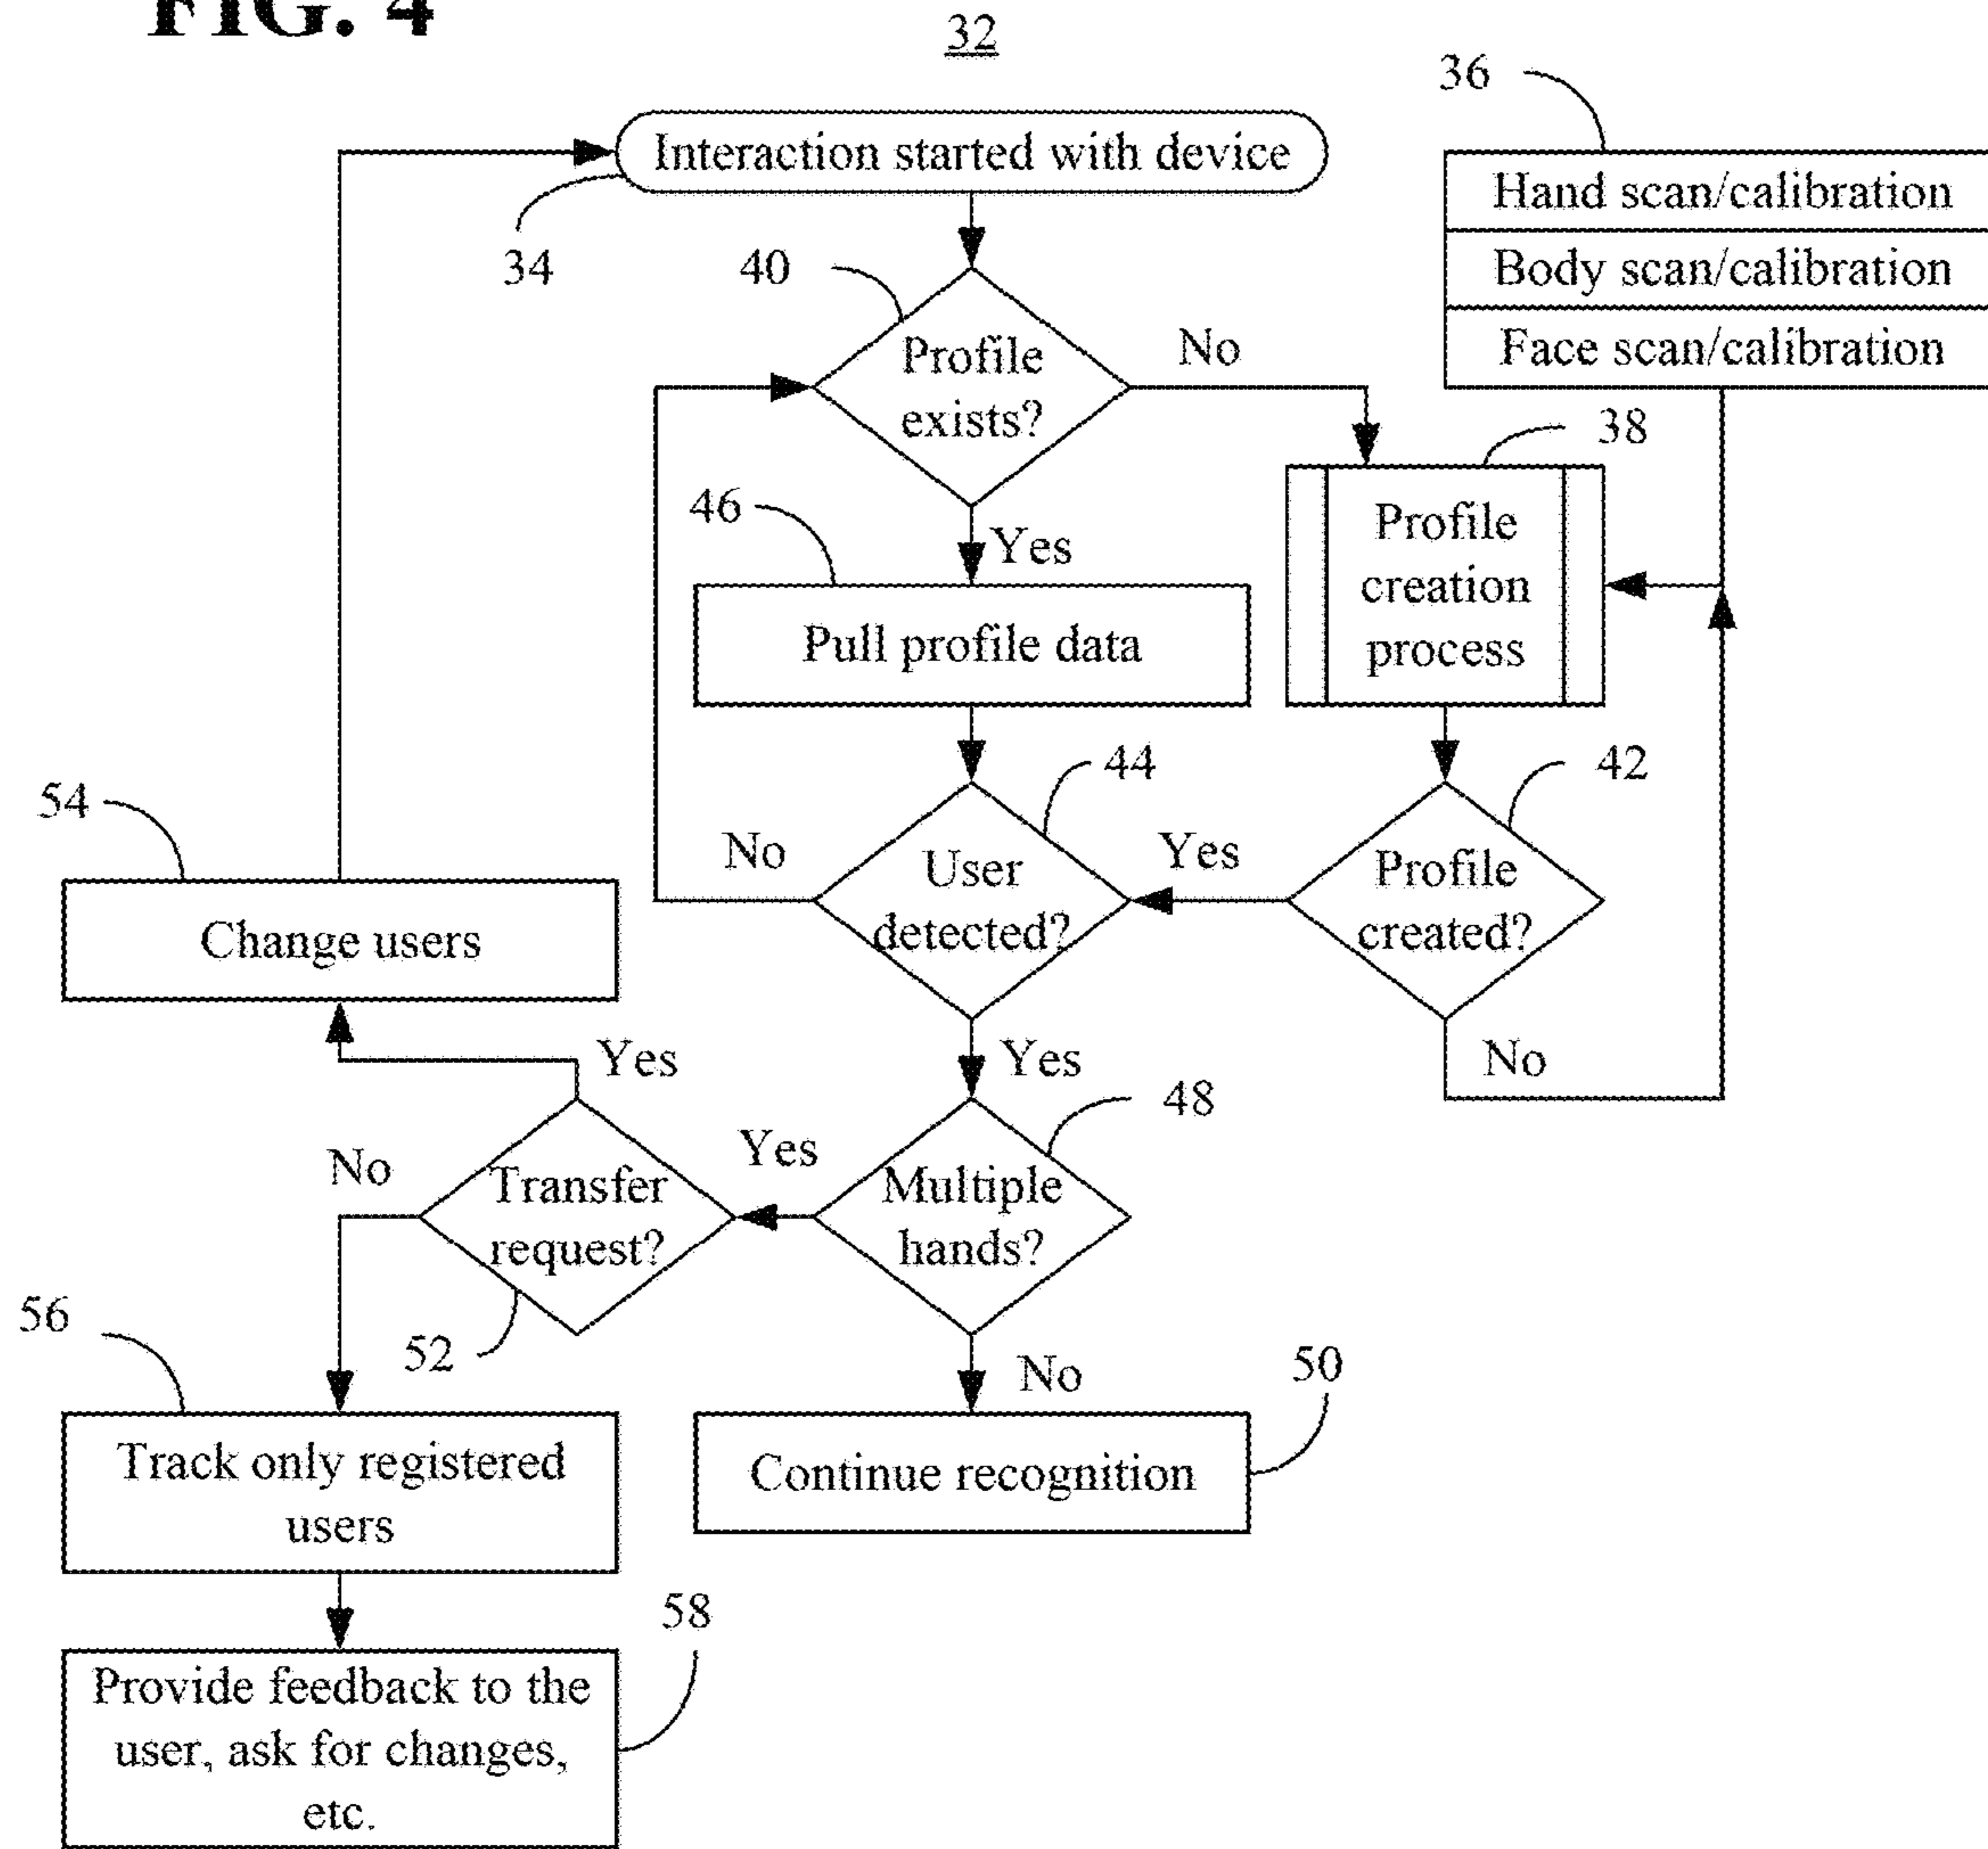 FIG. 4
32
36
Interaction started with device
34
Hand scan/calibration
Body scan/calibration
Face scan/calibration
40
Profile
exists?
No
38
46
Yes
Profile
creation
process
Pull profile data
44
42
54
No
User
detected?
Yes
Profile
created?
Change users
Yes
Yes
No
48
No
Transfer
request?
Yes
Multiple
hands?
56
52
No
50
Track only registered
users
Continue recognition
58
Provide feedback to the
user, ask for changes,
etc.